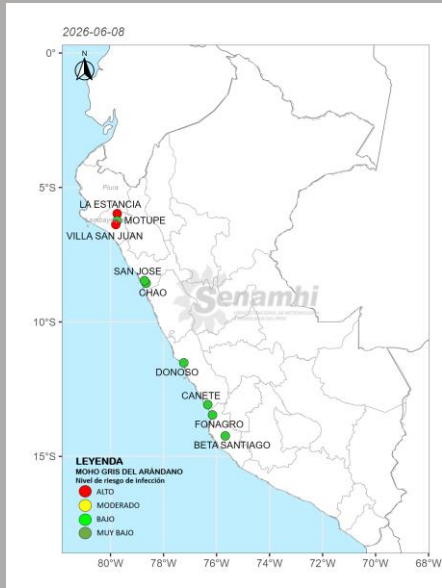 2026-06-08
N
0°
5°S
10°S
15°S
Piura
LA ESTANCIA
MOTUPE
VILLA SAN JUAN
SAN JOSE
CHAO
Senamhi
DONOSO
CANETE
FONAGRO
BETA SANTIAGO
LEYENDA
MOHO GRIS DEL ARÁNDANO
Nivel de riesgo de infección
ALTO
MODERADO
BAJO
MUY BAJO
80°W 78°W 76°W 74°W 72°W 70°W 68°W